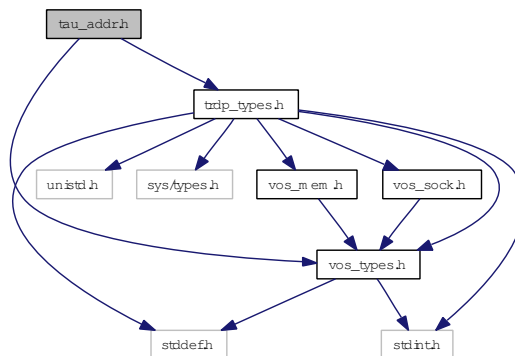 tau_addr.h
trdp_types.h
unistd.h
sys/types.h
vos_mem.h
vos_sock.h
vos_types.h
stddef.h
stdint.h